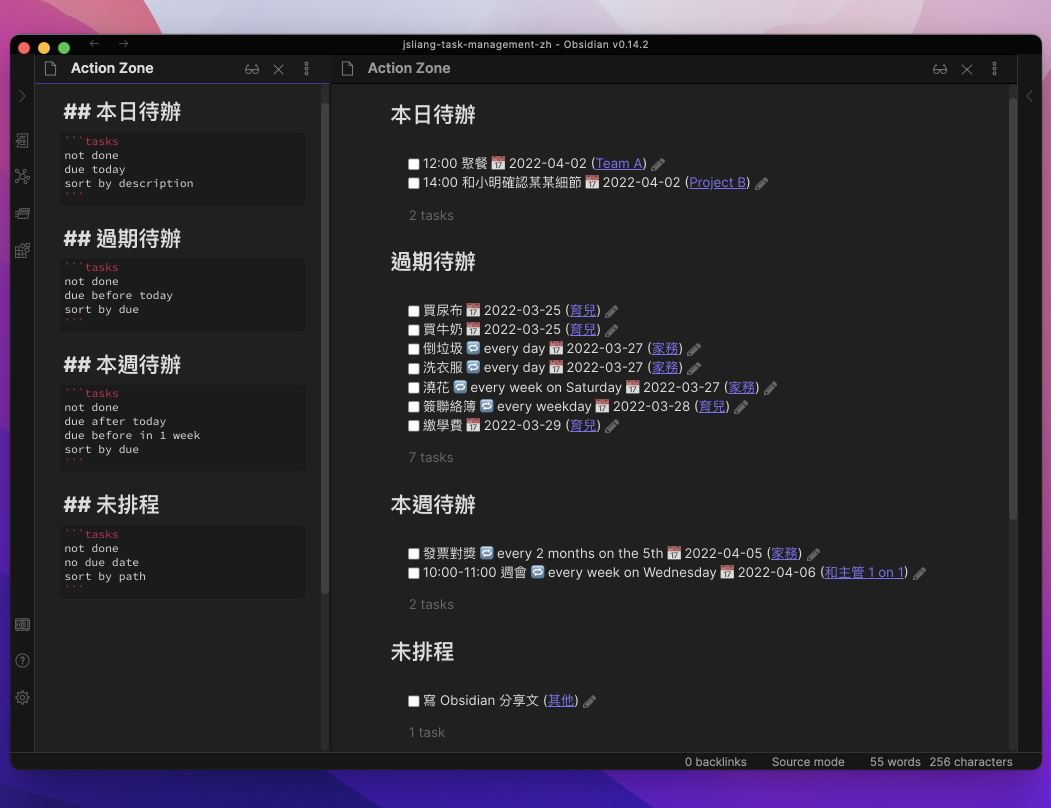 jsliang-task-management-zh - Obsidian v0.14.2
Action Zone
## 本日待辦
```tasks
not done
due today
sort by description
```
## 過期待辦
```tasks
not done
due before today
sort by due
```
## 本週待辦
```tasks
not done
due after today
due before in 1 week
sort by due
```
## 未排程
```tasks
not done
no due date
sort by path
```
Action Zone
本日待辦
12:00 聚餐 📅 2022-04-02 (Team A)
14:00 和小明確認某某細節 📅 2022-04-02 (Project B)
2 tasks
過期待辦
買尿布 📅 2022-03-25 (育兒)
買牛奶 📅 2022-03-25 (育兒)
倒垃圾 🔁 every day 📅 2022-03-27 (家務)
洗衣服 🔁 every day 📅 2022-03-27 (家務)
澆花 🔁 every week on Saturday 📅 2022-03-27 (家務)
簽聯絡簿 🔁 every weekday 📅 2022-03-28 (育兒)
繳學費 📅 2022-03-29 (育兒)
7 tasks
本週待辦
發票對獎 🔁 every 2 months on the 5th 📅 2022-04-05 (家務)
10:00-11:00 週會 🔁 every week on Wednesday 📅 2022-04-06 (和主管 1 on 1)
2 tasks
未排程
寫 Obsidian 分享文 (其他)
1 task
0 backlinks Source mode 55 words 256 characters